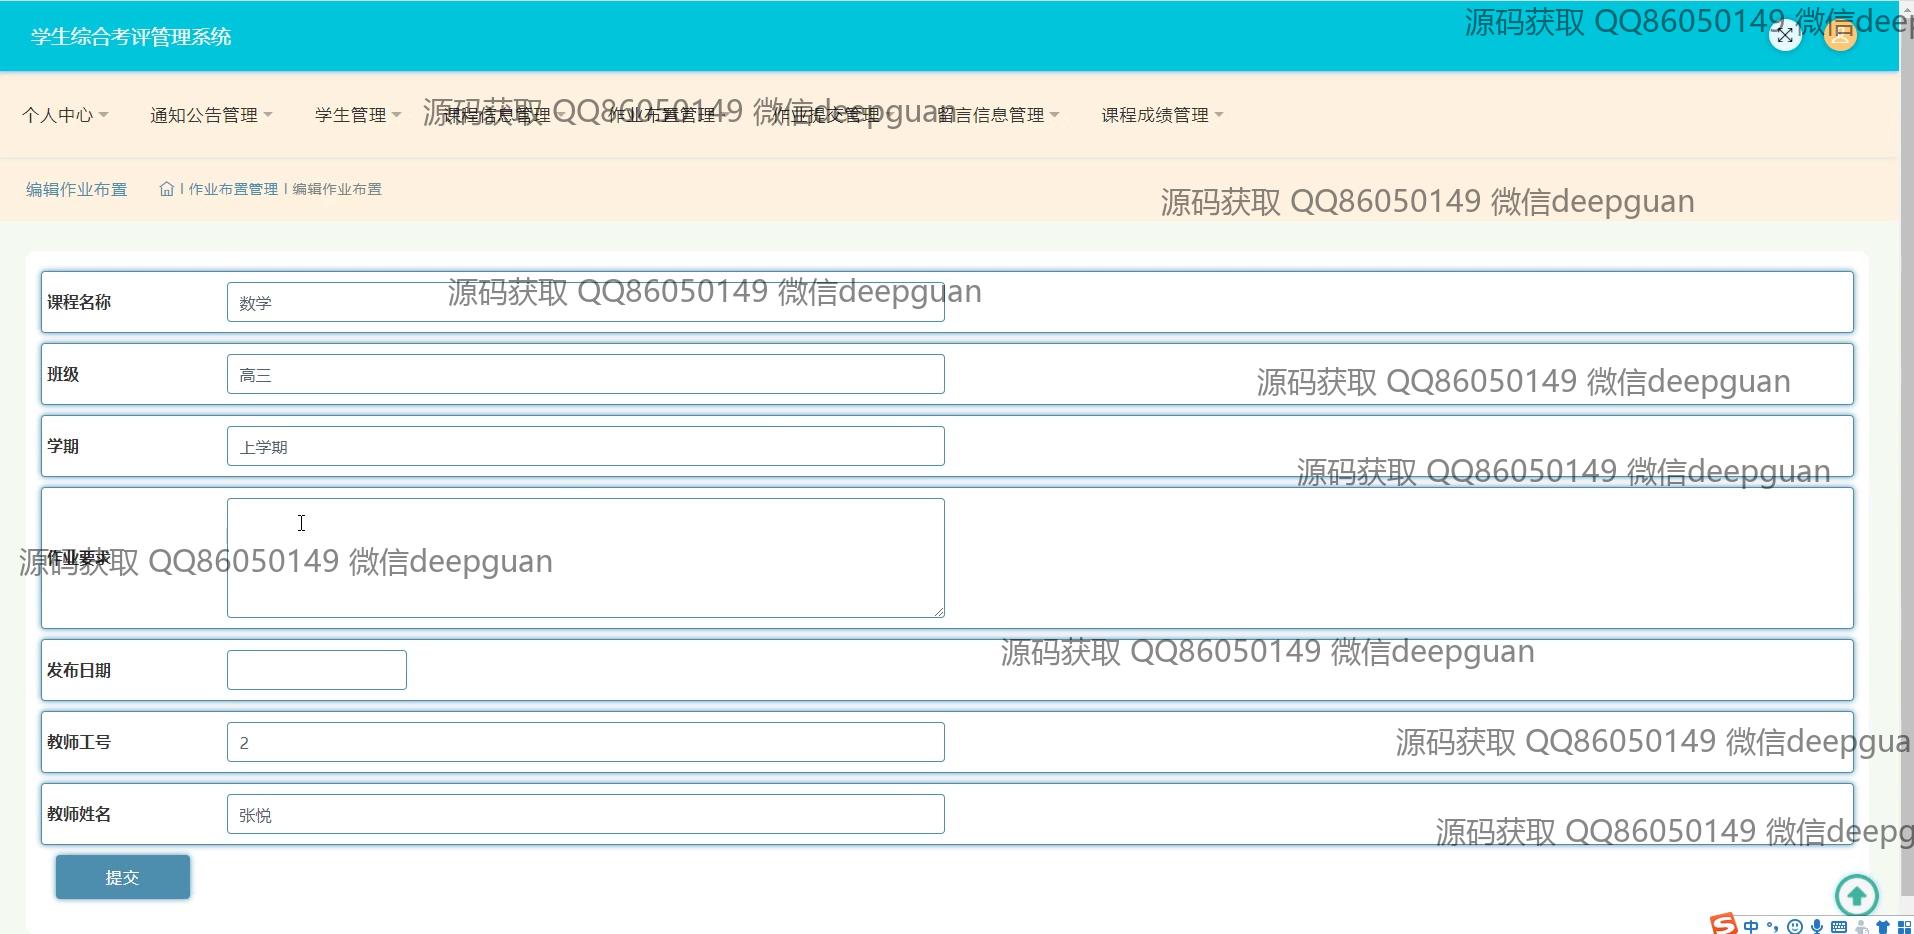 学生综合考评管理系统
源码获取 QQ86050149 微信deep
个人中心 通知公告管理 学生管理 课程信息管理 作业布置管理 作业提交管理 留言信息管理 课程成绩管理
源码获取 QQ86050149 微信deepguan
编辑作业布置 作业布置管理 编辑作业布置
源码获取 QQ86050149 微信deepguan
课程名称 数学
源码获取 QQ86050149 微信deepguan
班级 高三
源码获取 QQ86050149 微信deepguan
学期 上学期
源码获取 QQ86050149 微信deepguan
作业要求
源码获取 QQ86050149 微信deepguan
发布日期
源码获取 QQ86050149 微信deepguan
教师工号 2
源码获取 QQ86050149 微信deepgua
教师姓名 张悦
源码获取 QQ86050149 微信deepg
提交
中